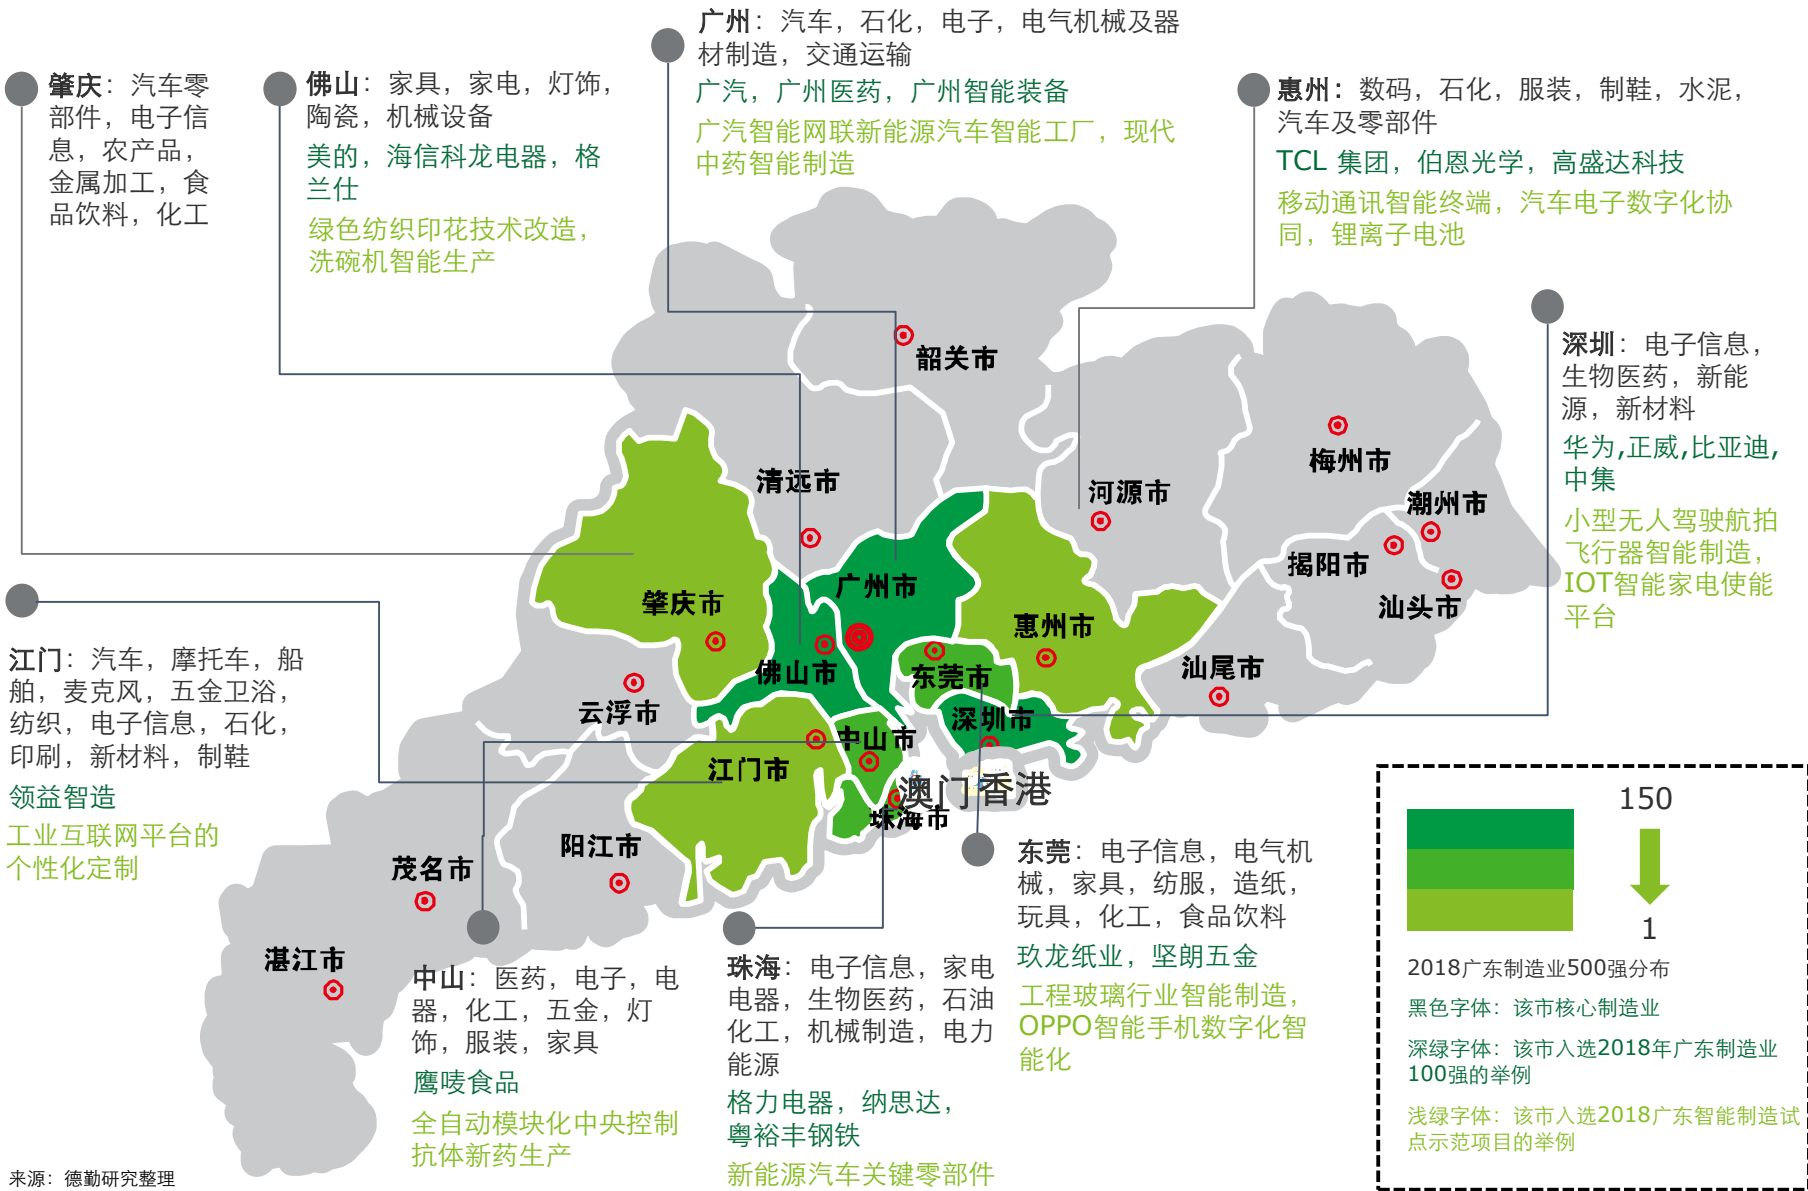 广州：汽车，石化，电子，电气机械及器
材制造，交通运输
广汽，广州医药，广州智能装备
广汽智能网联新能源汽车智能工厂，现代
中药智能制造
肇庆：汽车零
部件，电子信
息，农产品，
金属加工，食
品饮料，化工
佛山：家具，家电，灯饰，
陶瓷，机械设备
美的，海信科龙电器，格
兰仕
绿色纺织印花技术改造，
洗碗机智能生产
惠州：数码，石化，服装，制鞋，水泥，
汽车及零部件
TCL 集团，伯恩光学，高盛达科技
移动通讯智能终端，汽车电子数字化协
同，锂离子电池
深圳：电子信息，
生物医药，新能
源，新材料
华为,正威,比亚迪,
中集
小型无人驾驶航拍
飞行器智能制造，
IOT智能家电使能
平台
韶关市
清远市
河源市
梅州市
潮州市
揭阳市
汕头市
汕尾市
广州市
肇庆市
惠州市
佛山市
东莞市
云浮市
深圳市
中山市
江门市
澳门
香港
珠海市
阳江市
茂名市
湛江市
江门：汽车，摩托车，船
舶，麦克风，五金卫浴，
纺织，电子信息，石化，
印刷，新材料，制鞋
领益智造
工业互联网平台的
个性化定制
中山：医药，电子，电
器，化工，五金，灯
饰，服装，家具
鹰唛食品
全自动模块化中央控制
抗体新药生产
珠海：电子信息，家电
电器，生物医药，石油
化工，机械制造，电力
能源
格力电器，纳思达，
粤裕丰钢铁
新能源汽车关键零部件
东莞：电子信息，电气机
械，家具，纺服，造纸，
玩具，化工，食品饮料
玖龙纸业，坚朗五金
工程玻璃行业智能制造，
OPPO智能手机数字化智
能化
150
1
2018广东制造业500强分布
黑色字体：该市核心制造业
深绿字体：该市入选2018年广东制造业
100强的举例
浅绿字体：该市入选2018广东智能制造试
点示范项目的举例
来源：德勤研究整理